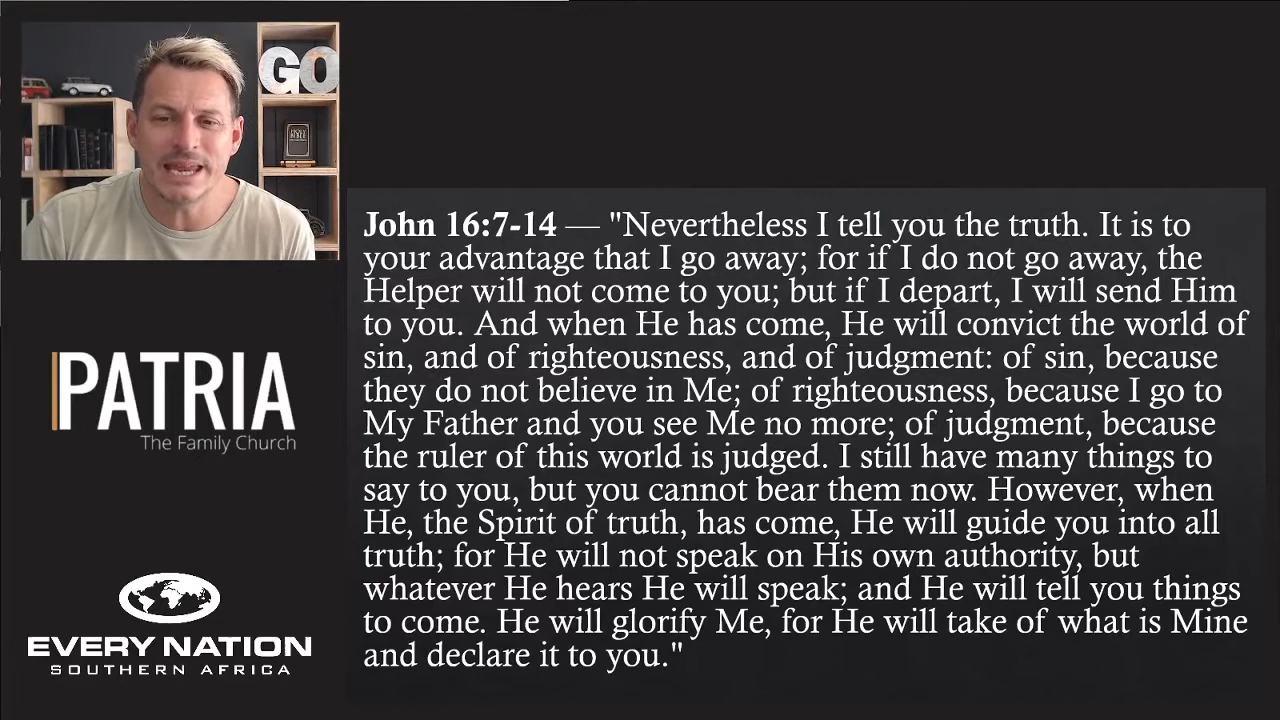 GO
HOLY BIBLE
John 16:7-14 — "Nevertheless I tell you the truth. It is to
your advantage that I go away; for if I do not go away, the
Helper will not come to you; but if I depart, I will send Him
to you. And when He has come, He will convict the world of
sin, and of righteousness, and of judgment: of sin, because
they do not believe in Me; of righteousness, because I go to
My Father and you see Me no more; of judgment, because
the ruler of this world is judged. I still have many things to
say to you, but you cannot bear them now. However, when
He, the Spirit of truth, has come, He will guide you into all
truth; for He will not speak on His own authority, but
whatever He hears He will speak; and He will tell you things
to come. He will glorify Me, for He will take of what is Mine
and declare it to you."
PATRIA
The Family Church
EVERY NATION
SOUTHERN AFRICA